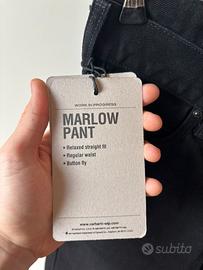 WORK IN PROGRESS
MARLOW
PANT
• Relaxed straight fit
• Regular waist
• Button fly
www.carhartt-wip.com
subito